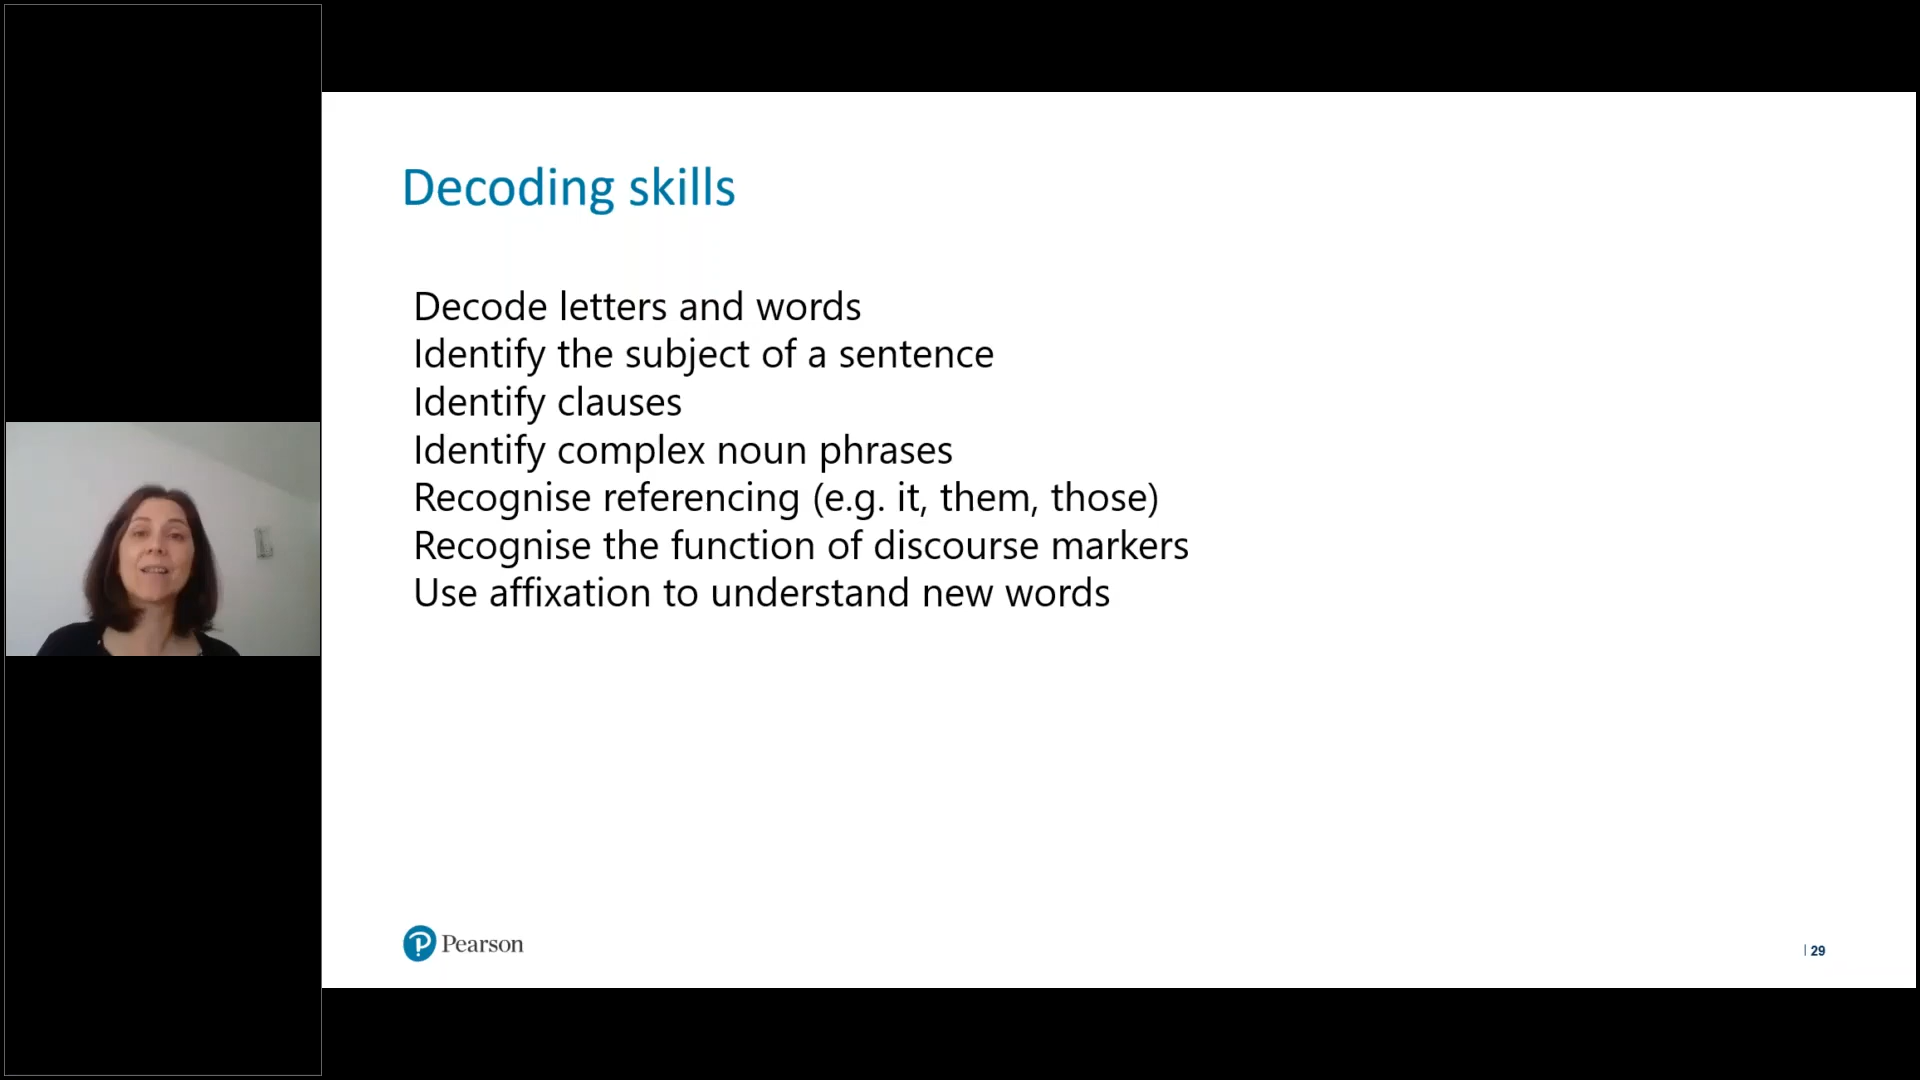 Decoding skills
Decode letters and words
Identify the subject of a sentence
Identify clauses
Identify complex noun phrases
Recognise referencing (e.g. it, them, those)
Recognise the function of discourse markers
Use affixation to understand new words
Pearson
| 29